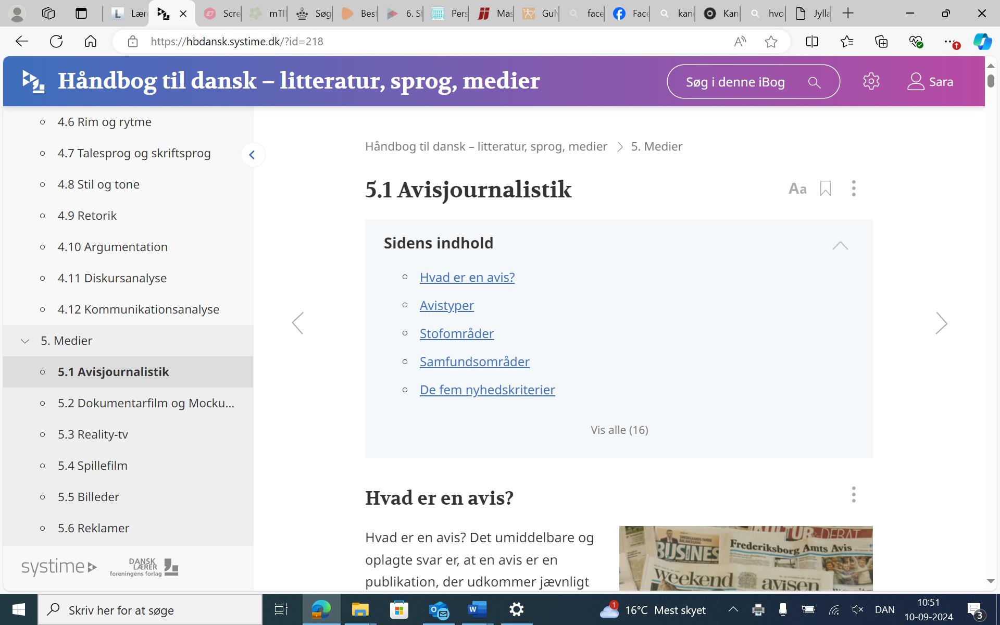 Lære
Scre
mTII
Søg
Best
6. S
Pers
Mas
Gulv
face
Face
kan
Kan
hvo
Jylla
https://hbdansk.systime.dk/?id=218
Håndbog til dansk – litteratur, sprog, medier
Søg i denne iBog
Sara
4.6 Rim og rytme
4.7 Talesprog og skriftsprog
4.8 Stil og tone
4.9 Retorik
4.10 Argumentation
4.11 Diskursanalyse
4.12 Kommunikationsanalyse
5. Medier
5.1 Avisjournalistik
5.2 Dokumentarfilm og Mocku...
5.3 Reality-tv
5.4 Spillefilm
5.5 Billeder
5.6 Reklamer
systime
DANSK
LÆRER
foreningens forlag
Håndbog til dansk – litteratur, sprog, medier > 5. Medier
5.1 Avisjournalistik
Aa
Sidens indhold
Hvad er en avis?
Avistyper
Stofområder
Samfundsområder
De fem nyhedskriterier
Vis alle (16)
Hvad er en avis?
Hvad er en avis? Det umiddelbare og
oplagte svar er, at en avis er en
publikation, der udkommer jævnligt
KULTUR & DEBAT
BUSINES
Frederiksborg Amts Avis
weekend avisen
Skriv her for at søge
1
16°C Mest skyet
DAN
10:51
10-09-2024
3